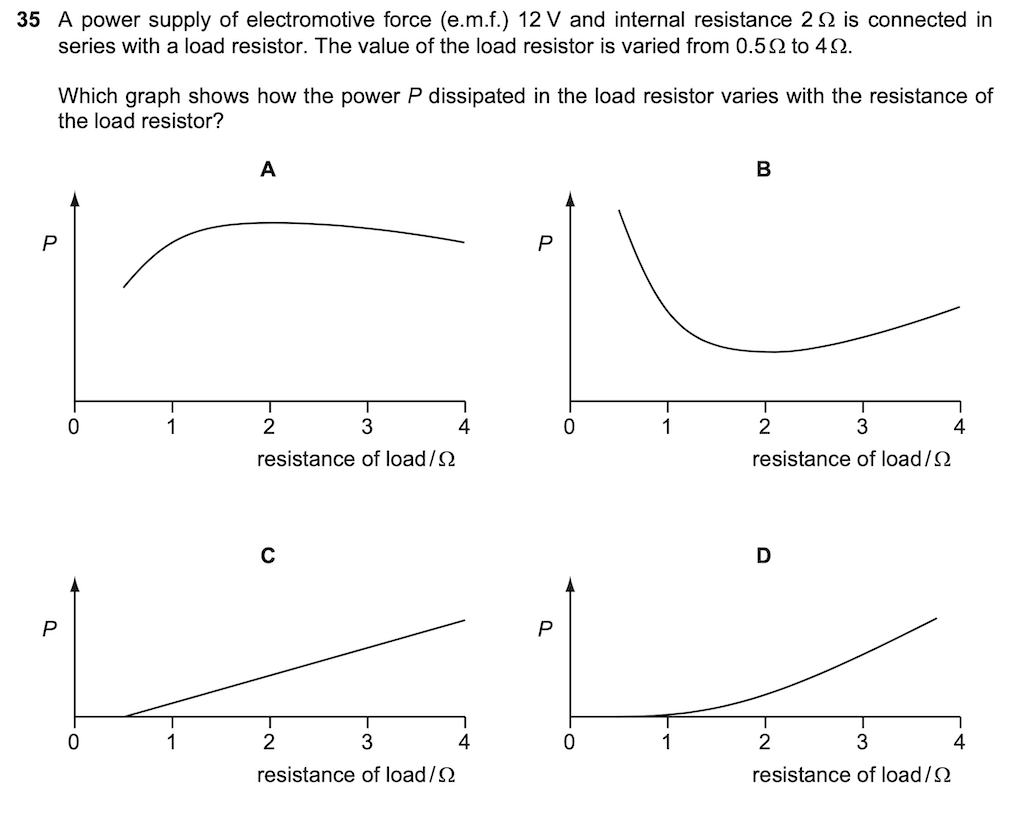 35 A power supply of electromotive force (e.m.f.) 12 V and internal resistance 2 Ω is connected in
series with a load resistor. The value of the load resistor is varied from 0.5 Ω to 4 Ω.
Which graph shows how the power P dissipated in the load resistor varies with the resistance of
the load resistor?
A
P
0 1 2 3 4
resistance of load / Ω
B
P
0 1 2 3 4
resistance of load / Ω
C
P
0 1 2 3 4
resistance of load / Ω
D
P
0 1 2 3 4
resistance of load / Ω